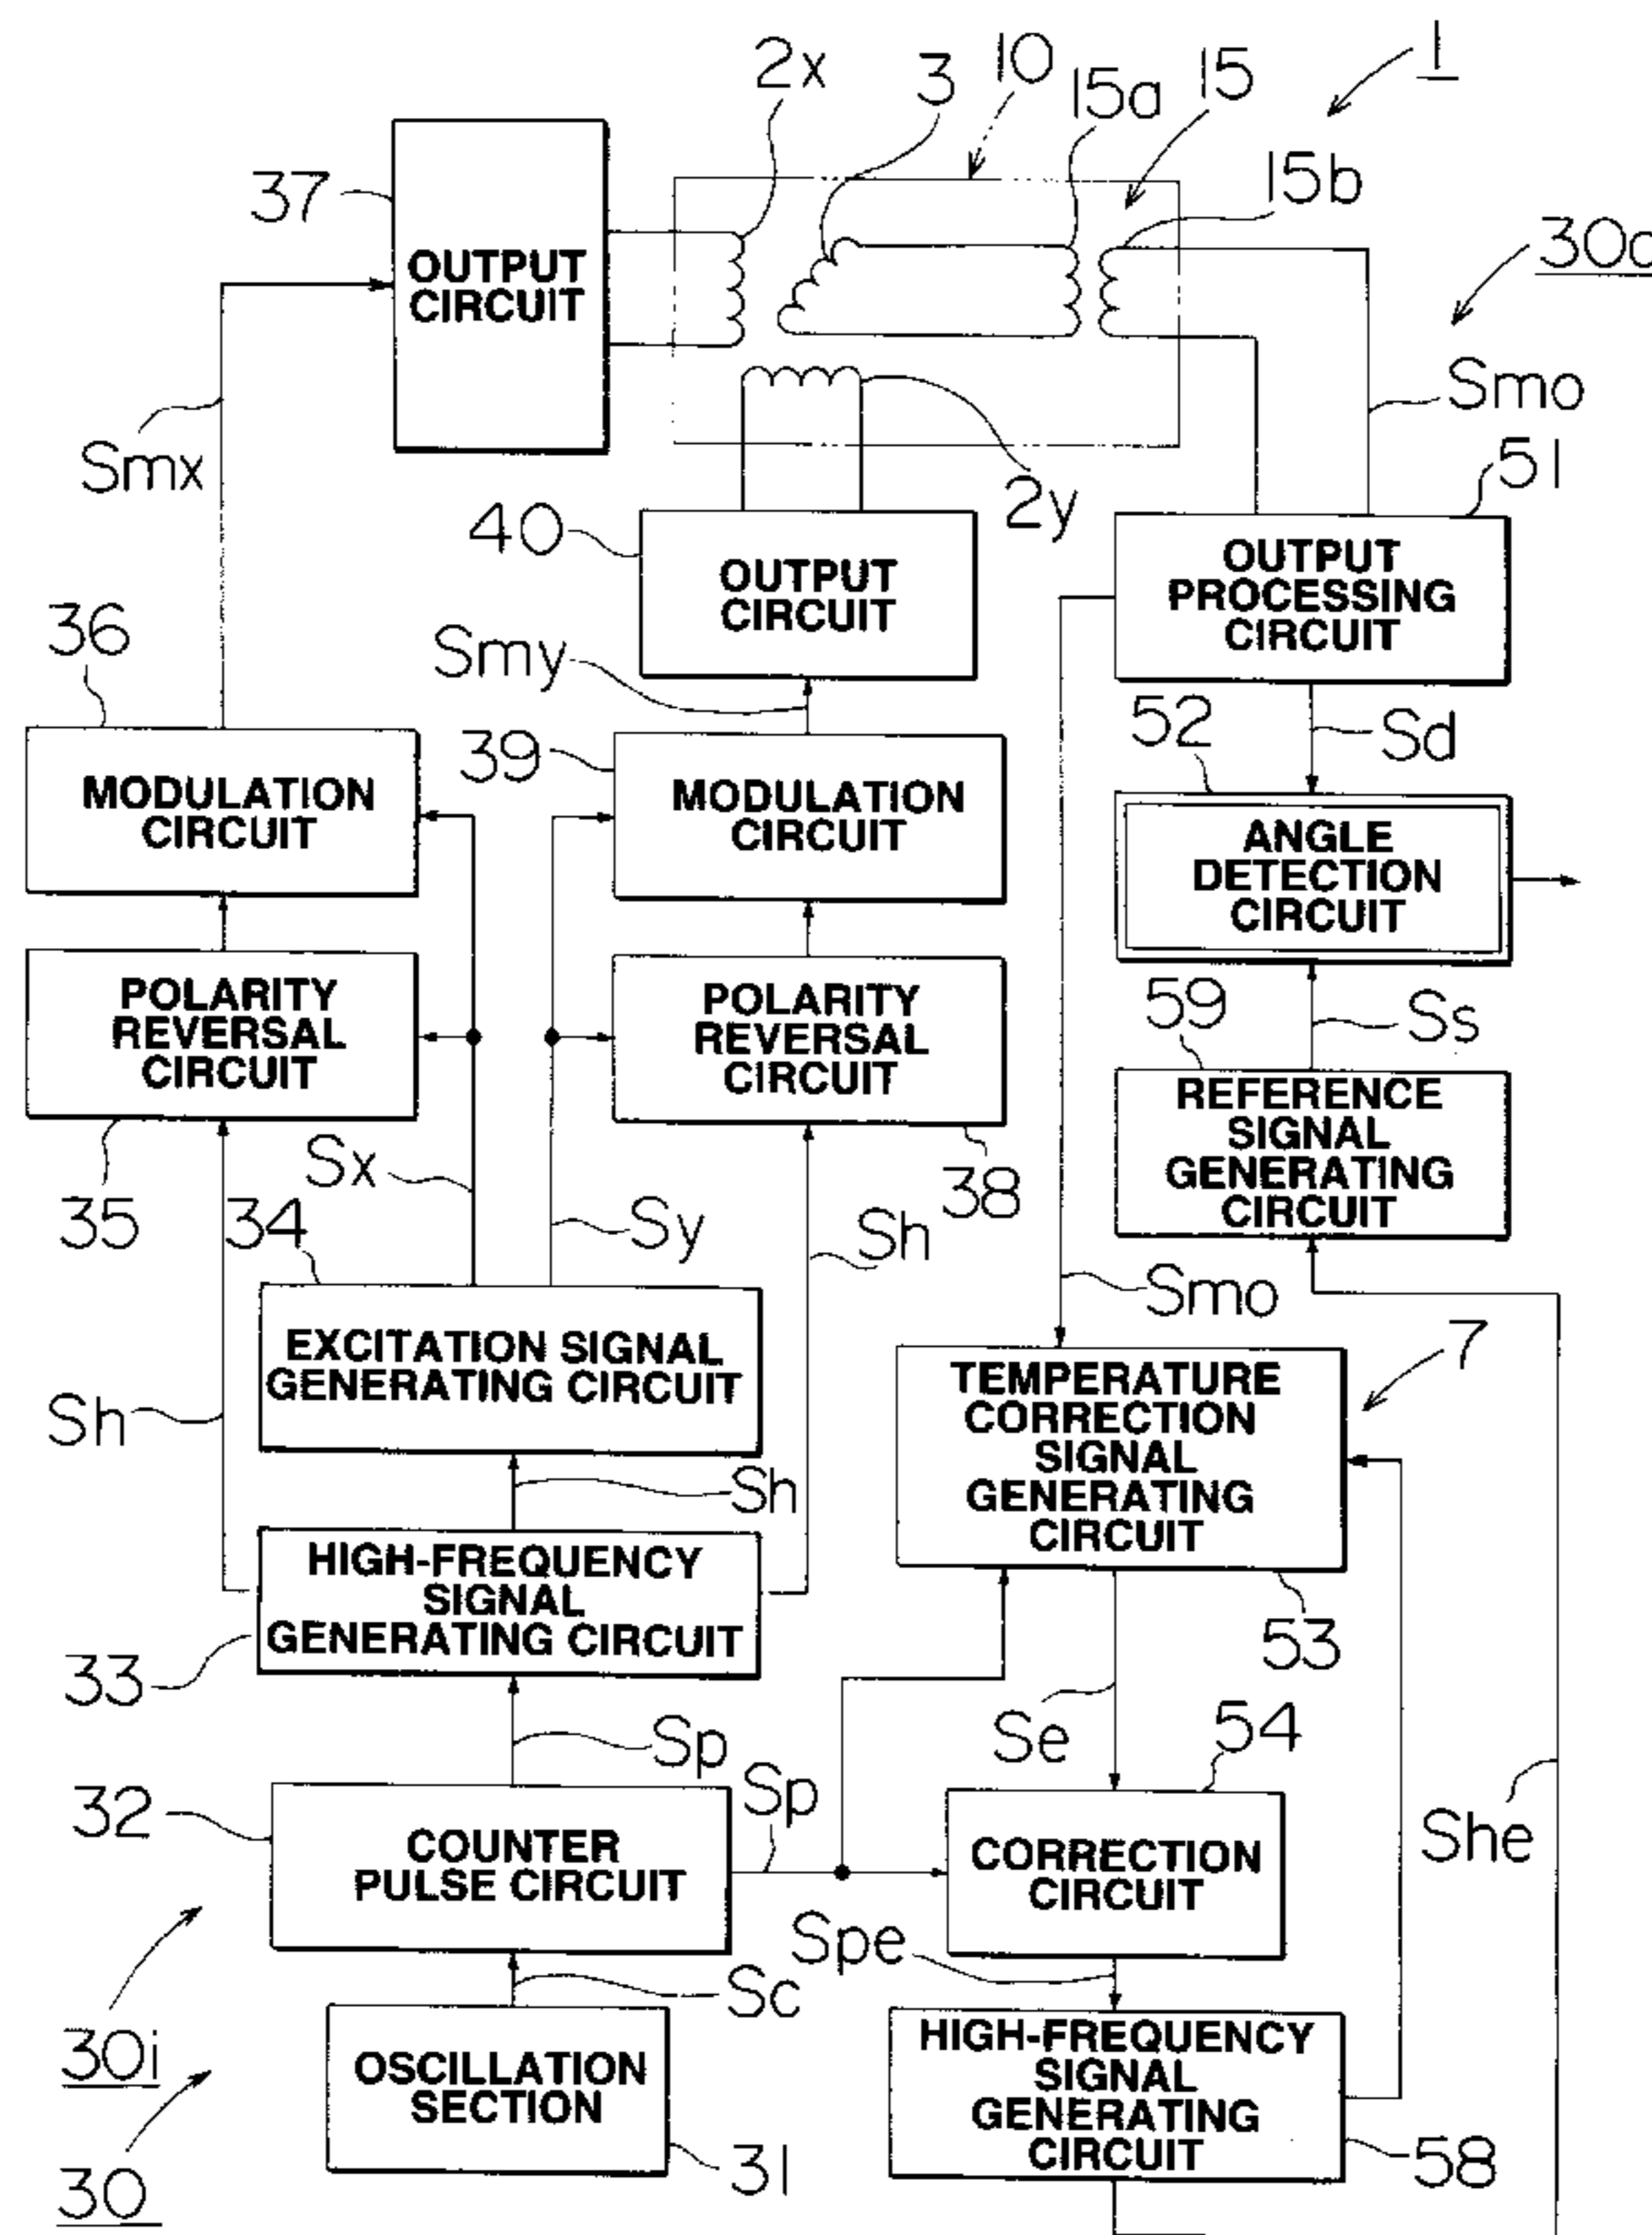 1
2x
3
10
15a
15
15b
37
OUTPUT
CIRCUIT
Smx
Smo
2y
51
40
OUTPUT
CIRCUIT
OUTPUT
PROCESSING
CIRCUIT
36
Smy
52
Sd
39
MODULATION
CIRCUIT
MODULATION
CIRCUIT
ANGLE
DETECTION
CIRCUIT
POLARITY
REVERSAL
CIRCUIT
POLARITY
REVERSAL
CIRCUIT
59
Ss
REFERENCE
SIGNAL
GENERATING
CIRCUIT
35
Sx
34
Sy
Sh
38
Smo
7
EXCITATION SIGNAL
GENERATING CIRCUIT
Sh
TEMPERATURE
CORRECTION
SIGNAL
GENERATING
CIRCUIT
Sh
HIGH-FREQUENCY
SIGNAL
GENERATING CIRCUIT
33
53
Sp
Se
54
32
Sp
COUNTER
PULSE CIRCUIT
CORRECTION
CIRCUIT
She
Spe
Sc
30i
OSCILLATION
SECTION
31
HIGH-FREQUENCY
SIGNAL
GENERATING
CIRCUIT
58
30